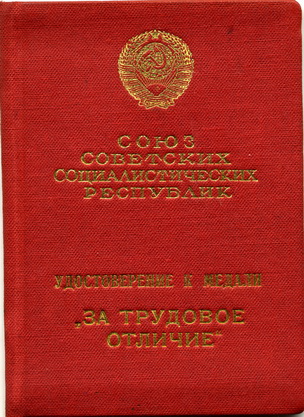 СОЮЗ
СОВЕТСКИХ
СОЦИАЛИСТИЧЕСКИХ
РЕСПУБЛИК
УДОСТОВЕРЕНИЕ К МЕДАЛИ
„ЗА ТРУДОВОЕ
ОТЛИЧИЕ“